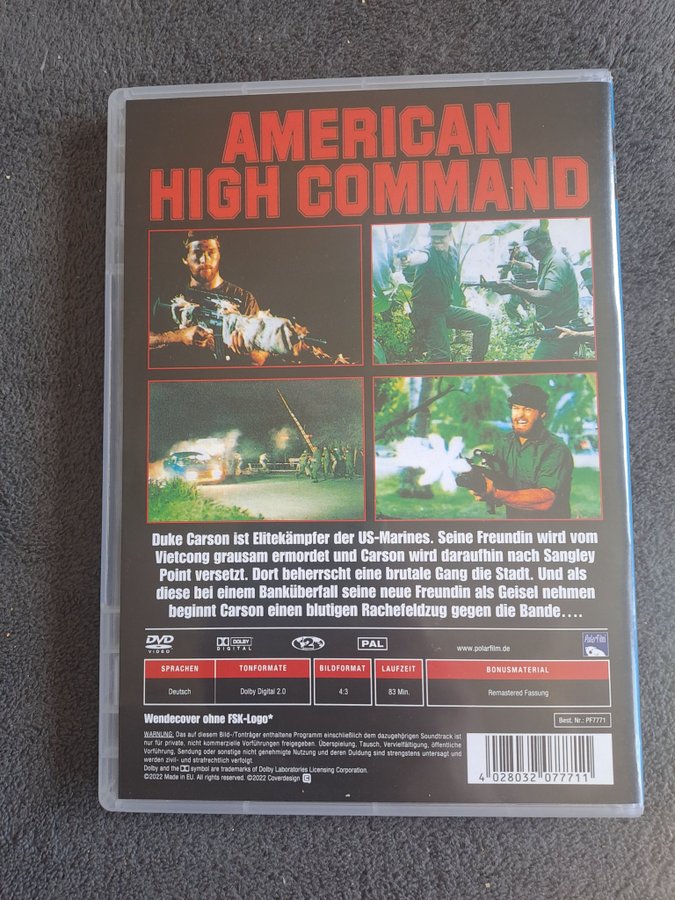 AMERICAN
HIGH COMMAND
Duke Carson ist Elitekämpfer der US-Marines. Seine Freundin wird vom
Vietcong grausam ermordet und Carson wird daraufhin nach Sangley
Point versetzt. Dort beherrscht eine brutale Gang die Stadt. Und als
diese bei einem Banküberfall seine neue Freundin als Geisel nehmen
beginnt Carson einen blutigen Rachefeldzug gegen die Bande....
DVD VIDEO DOLBY DIGITAL 2 PAL www.polarfilm.de Polarfilm
SPRACHEN TONFORMATE BILDFORMAT LAUFZEIT BONUSMATERIAL
Deutsch Dolby Digital 2.0 4:3 83 Min. Remastered Fassung
Wendecover ohne FSK-Logo* Best. Nr.: PF7771
WARNUNG: Das auf diesem Bild-/Tonträger enthaltene Programm einschließlich dem dazugehörigen Soundtrack ist
nur für private, nicht kommerzielle Vorführungen freigegeben. Überspielung, Tausch, Vervielfältigung, öffentliche
Vorführung, Sendung oder sonstige nicht genehmigte Nutzung und deren Duldung sind strengstens untersagt und
werden zivil- und strafrechtlich verfolgt.
Dolby and the DD symbol are trademarks of Dolby Laboratories Licensing Corporation.
©2022 Made in EU. All rights reserved. ©2022 Coverdesign
4 028032 077711